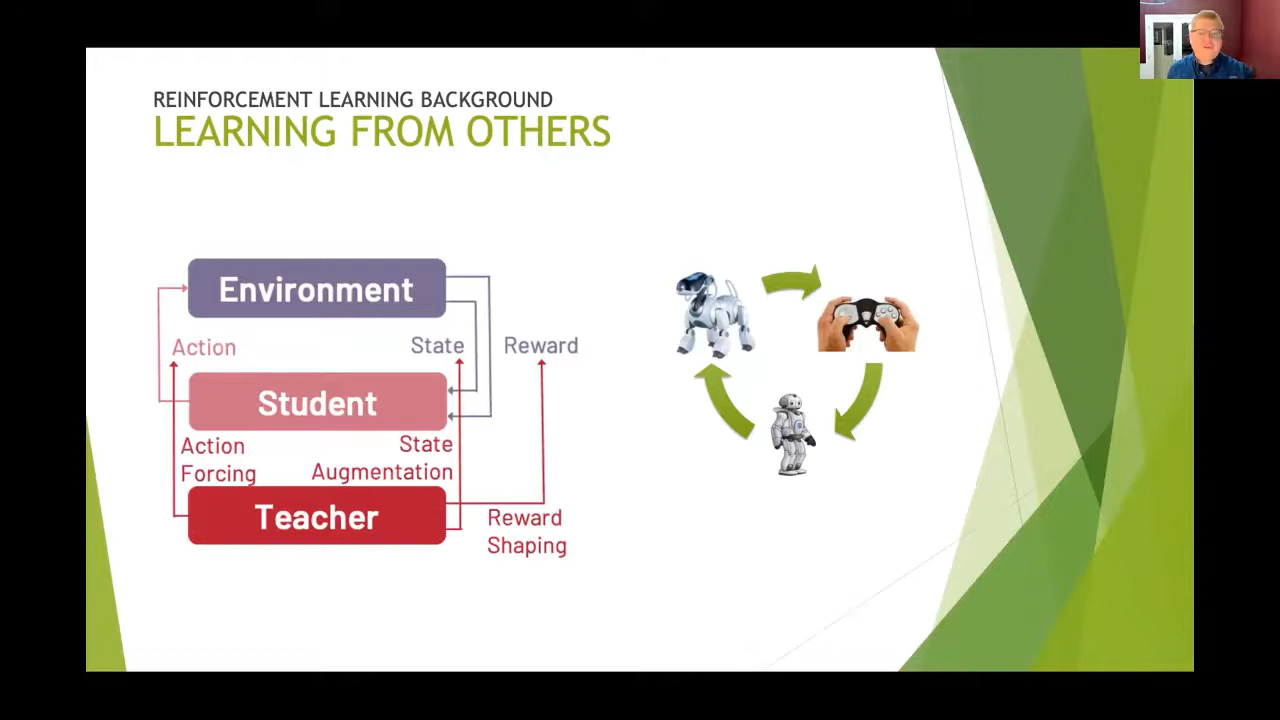 REINFORCEMENT LEARNING BACKGROUND
LEARNING FROM OTHERS
Environment
Action
State
Reward
Student
Action
Forcing
State
Augmentation
Teacher
Reward
Shaping